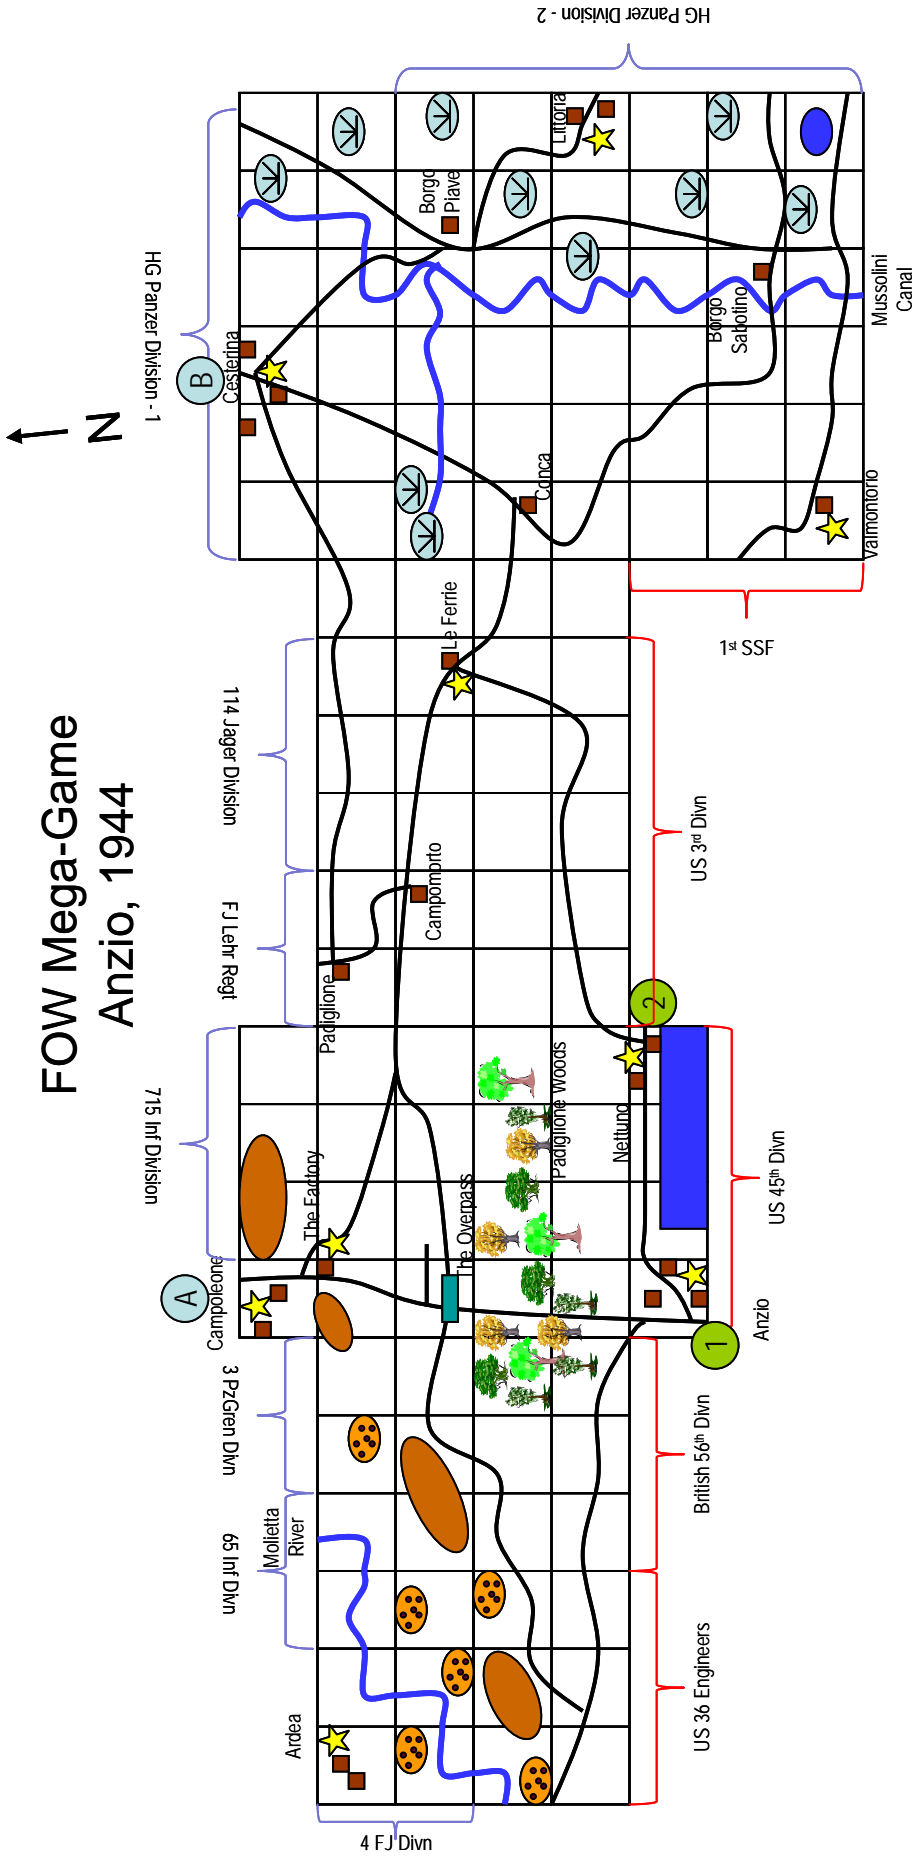 FOW Mega-Game
Anzio, 1944
N
HG Panzer Division - 2
HG Panzer Division - 1
114 Jager Division
FJ Lehr Regt
715 Inf Division
3 PzGren Divn
65 Inf Divn
4 FJ Divn
A
B
Campoleone
Cesterina
Littoria
Borgo
Piave
Borgo
Sabotino
Mussolini
Canal
Conca
Valmontorio
Le Ferrie
Campomorto
Padiglione
The Factory
The Overpass
Padiglione Woods
Nettuno
Anzio
Molietta
River
Ardea
1
2
1st SSF
US 3rd Divn
US 45th Divn
British 56th Divn
US 36 Engineers